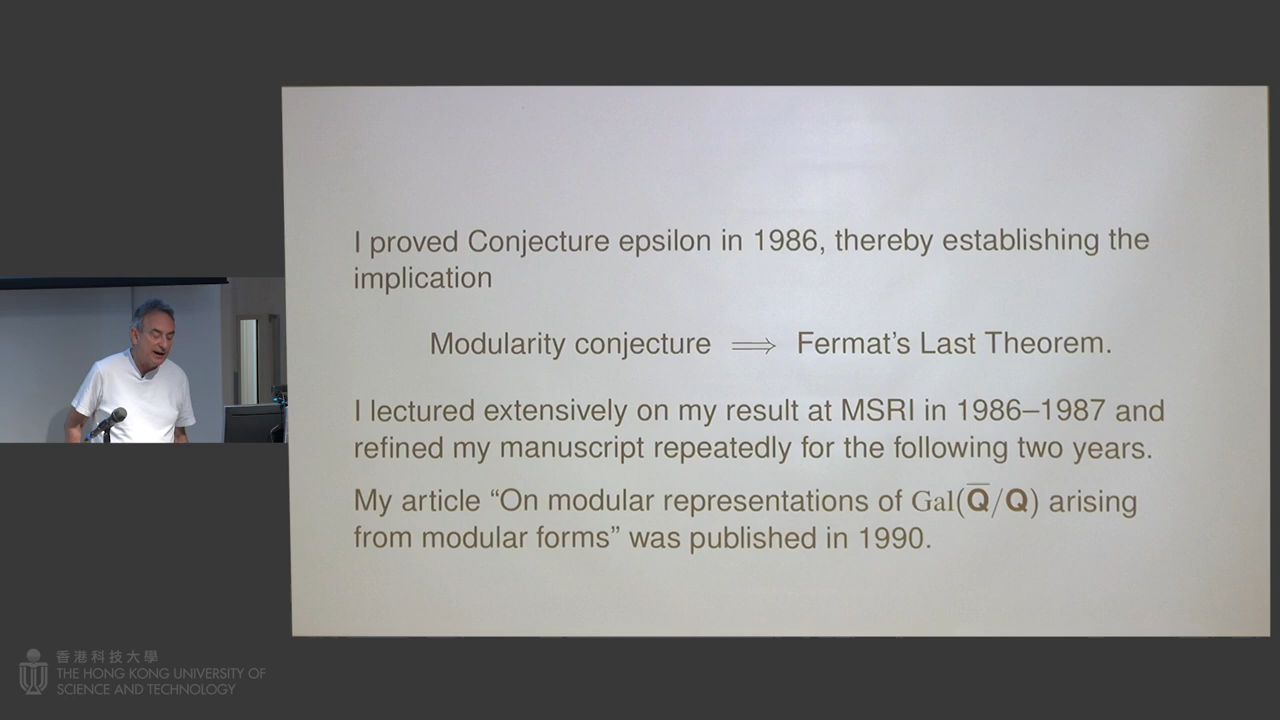 I proved Conjecture epsilon in 1986, thereby establishing the
implication
Modularity conjecture ⟹ Fermat's Last Theorem.
I lectured extensively on my result at MSRI in 1986–1987 and
refined my manuscript repeatedly for the following two years.
My article “On modular representations of Gal(Q̅/Q) arising
from modular forms” was published in 1990.
香港科技大學
THE HONG KONG UNIVERSITY OF
SCIENCE AND TECHNOLOGY